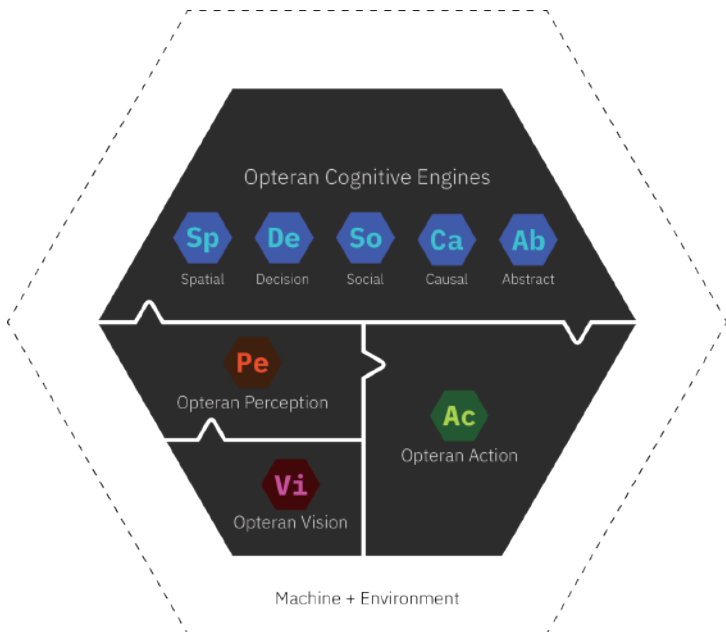 Opteran Cognitive Engines
Sp De So Ca Ab
Spatial Decision Social Causal Abstract
Pe
Opteran Perception
Ac
Opteran Action
Vi
Opteran Vision
Machine + Environment